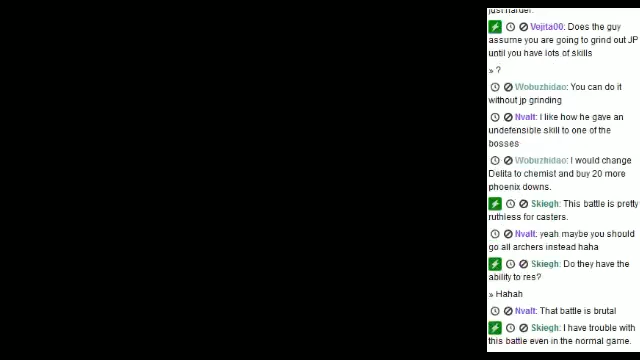 just harder.
Vojita00: Does the guy
assume you are going to grind out JP
until you have lots of skills
» ?
Wobuzhidao: You can do it
without jp grinding
Nvalt: I like how he gave an
undefensible skill to one of the
bosses
Wobuzhidao: I would change
Delita to chemist and buy 20 more
phoenix downs.
Skiegh: This battle is pretty
ruthless for casters.
Nvalt: yeah maybe you should
go all archers instead haha
Skiegh: Do they have the
ability to res?
» Hahah
Nvalt: That battle is brutal
Skiegh: I have trouble with
this battle even in the normal game.